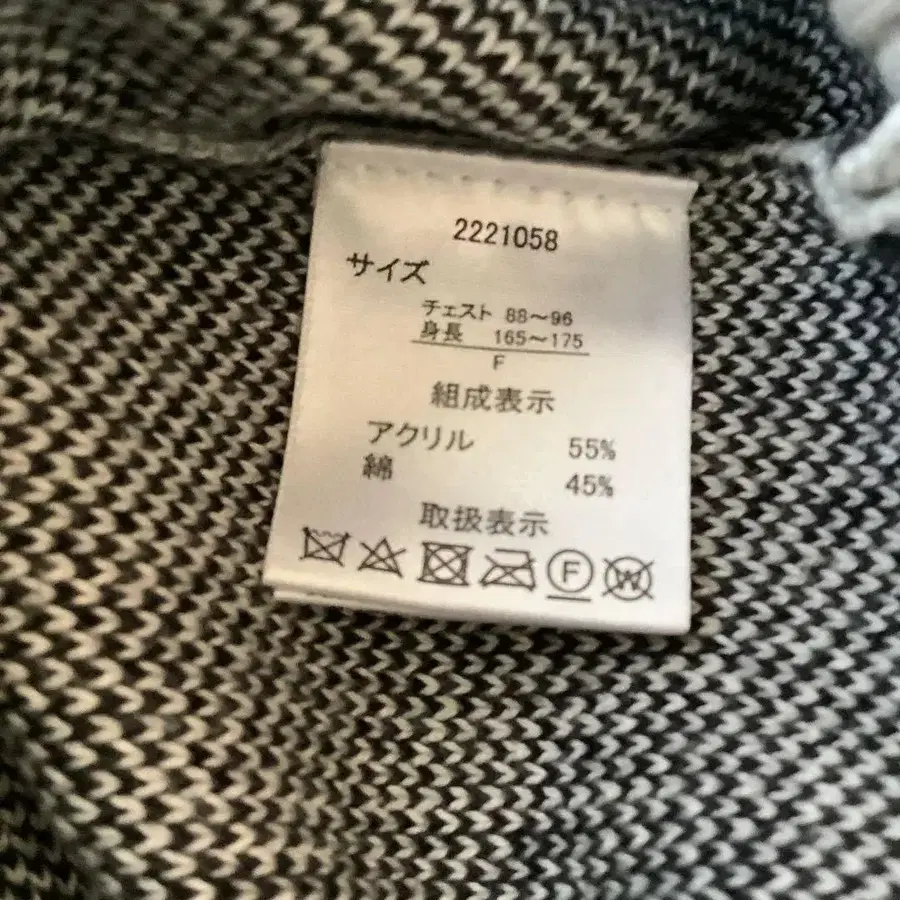 2221058
サイズ
チェスト 88～96
身長 165～175
F
組成表示
アクリル 55%
綿 45%
取扱表示
F W